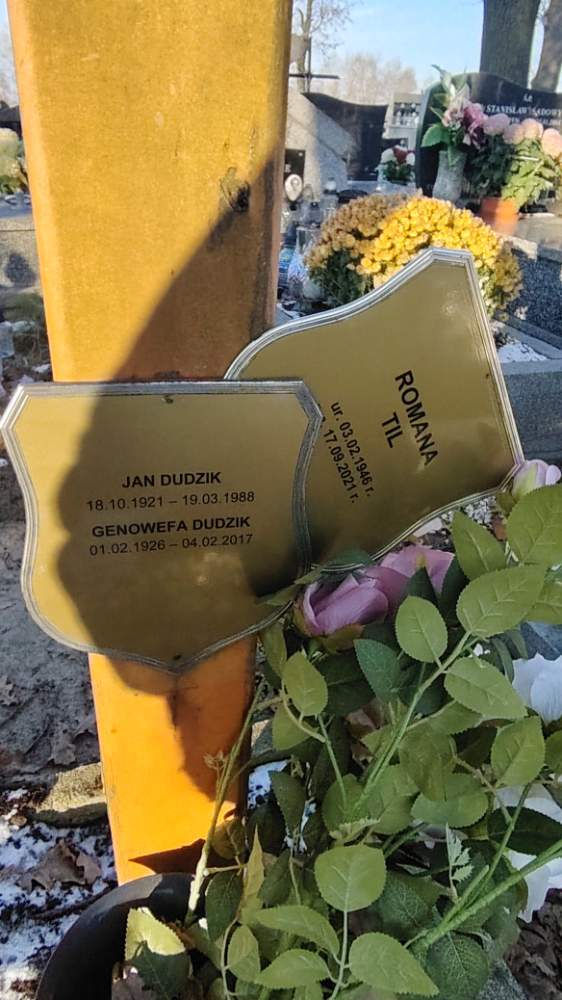 JAN DUDZIK
18.10.1921 – 19.03.1988
GENOWEFA DUDZIK
01.02.1926 – 04.02.2017
ROMANA
TIL
ur. 03.02.1946 r.
17.09.2021 r.
STANISŁAW